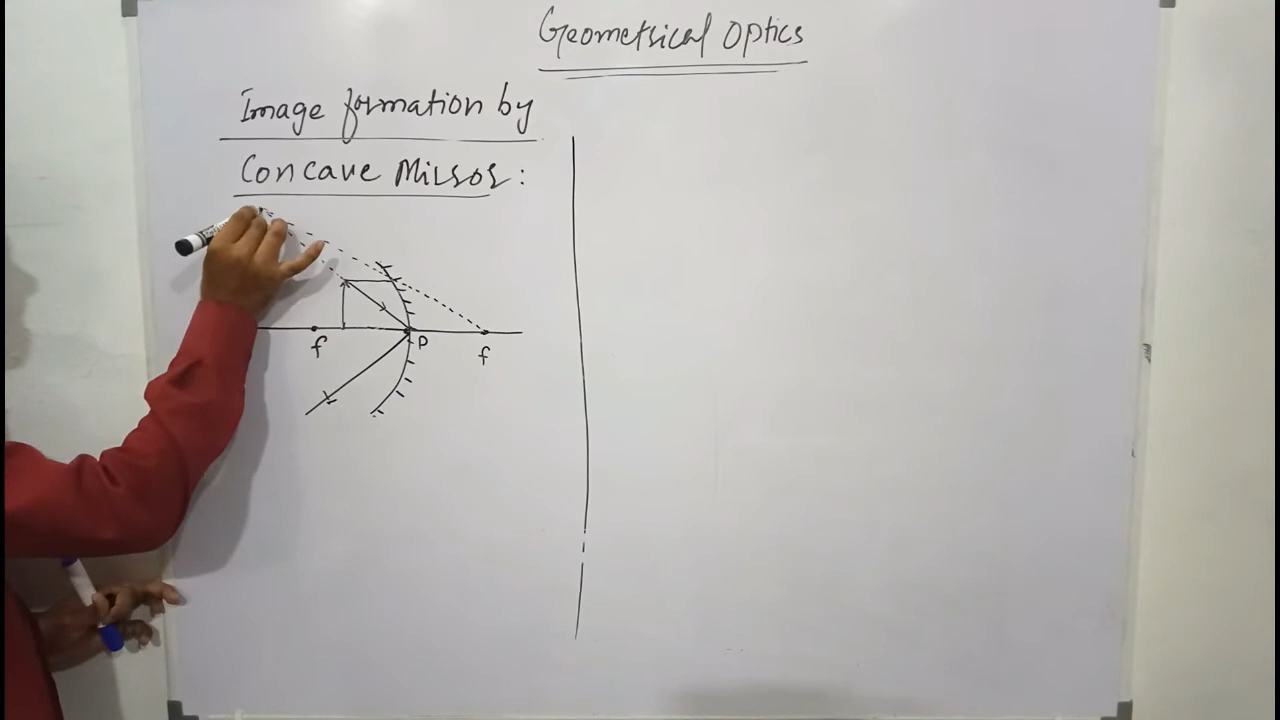 Geometrical Optics
Image formation by
Concave Mirror:
f
P
f